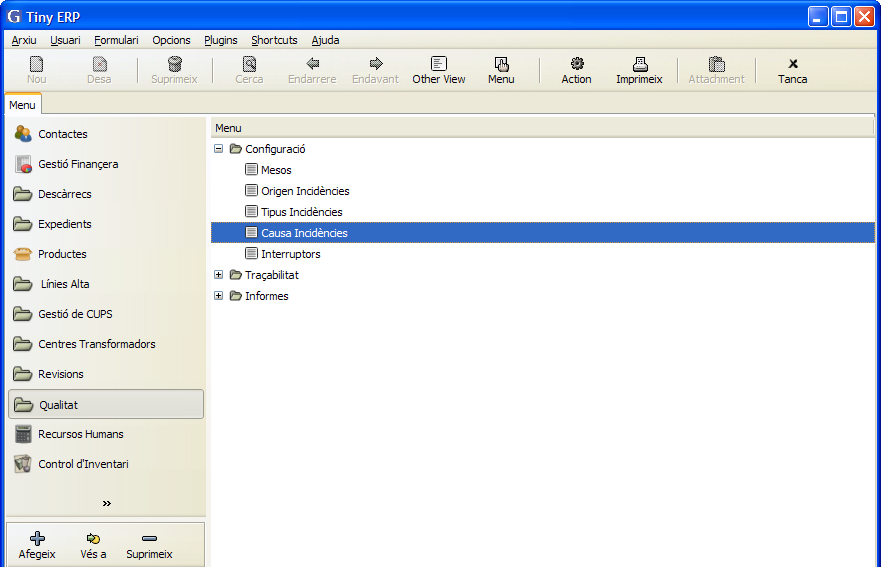 Tiny ERP
Arxiu Usuari Formulari Opcions Plugins Shortcuts Ajuda
Nou Desa Suprimeix Cerca Endarrere Endavant Other View Menu Action Imprimeix Attachment Tanca
Menu
Contactes
Gestió Finançera
Descàrrecs
Expedients
Productes
Línies Alta
Gestió de CUPS
Centres Transformadors
Revisions
Qualitat
Recursos Humans
Control d'Inventari
»
Afegeix Vés a Suprimeix
Menu
Configuració
Mesos
Origen Incidències
Tipus Incidències
Causa Incidències
Interruptors
Traçabilitat
Informes